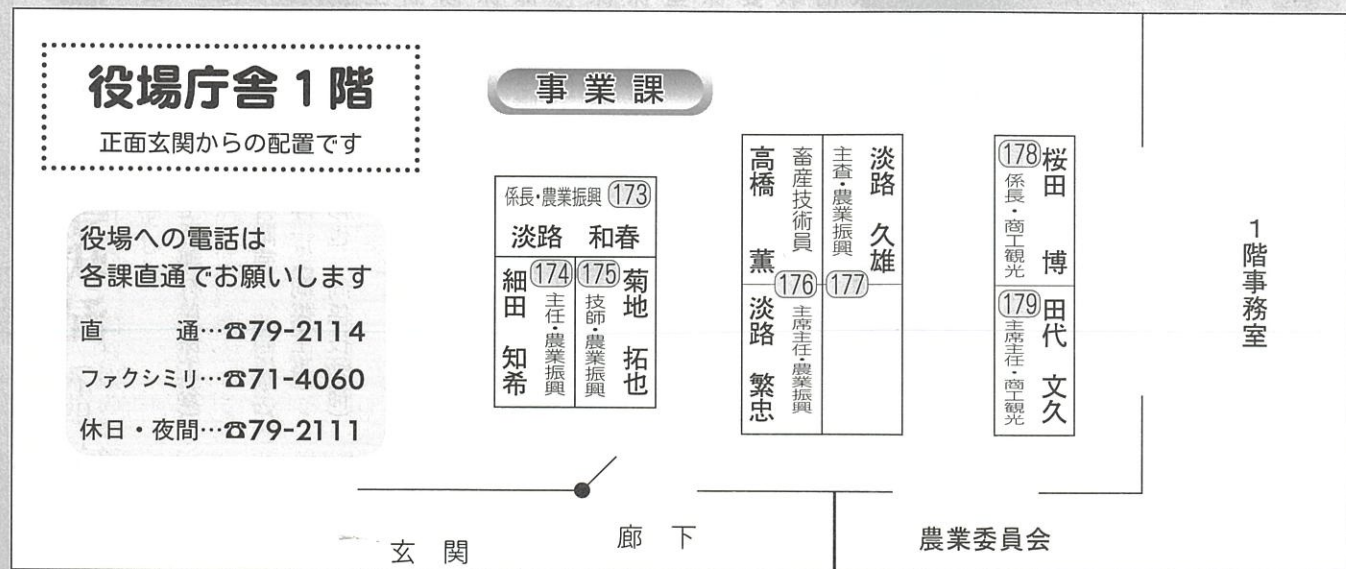 役場庁舎1階
正面玄関からの配置です
役場への電話は
各課直通でお願いします
直　　通…☎79-2114
ファクシミリ…☎71-4060
休日・夜間…☎79-2111
事業課
係長・農業振興 173
淡路 和春
174 主任・農業振興
細田 知希
175 技師・農業振興
菊地 拓也
畜産技術員
高橋 薫
主査・農業振興 177
淡路 久雄
176 主席主任・農業振興
淡路 繁忠
178 係長・商工観光
桜田 博
179 主席主任・商工観光
田代 文久
1階事務室
玄関
廊下
農業委員会